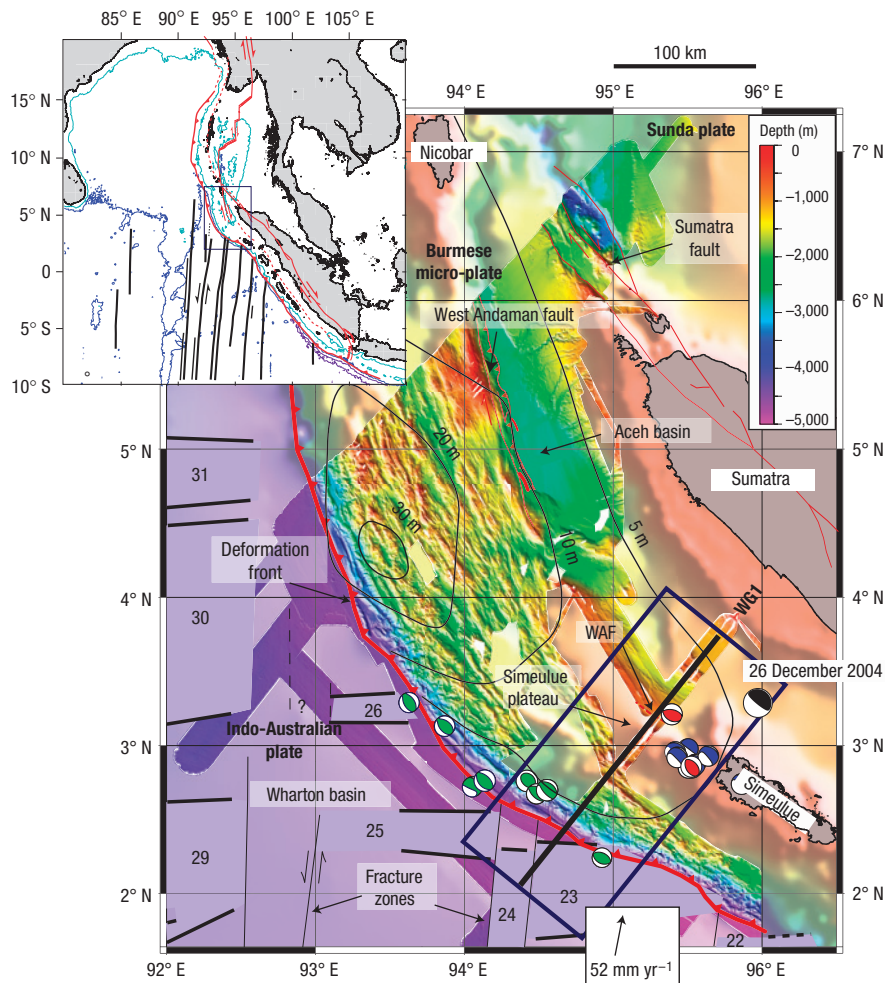 85° E 90° E 95° E 100° E 105° E
100 km
15° N
10° N
5° N
0
5° S
10° S
94° E 95° E 96° E
7° N
6° N
5° N
4° N
3° N
2° N
Depth (m)
0
–1,000
–2,000
–3,000
–4,000
–5,000
Sunda plate
Nicobar
Sumatra
fault
Burmese
micro-plate
West Andaman fault
Aceh basin
Sumatra
20 m
30 m
10 m
5 m
Deformation
front
WG1
WAF
Simeulue
plateau
26 December 2004
Simeulue
Indo-Australian
plate
?
Wharton basin
Fracture
zones
31
30
29
26
25
24
23
22
5° N
4° N
3° N
2° N
52 mm yr⁻¹
92° E 93° E 94° E 95° E 96° E